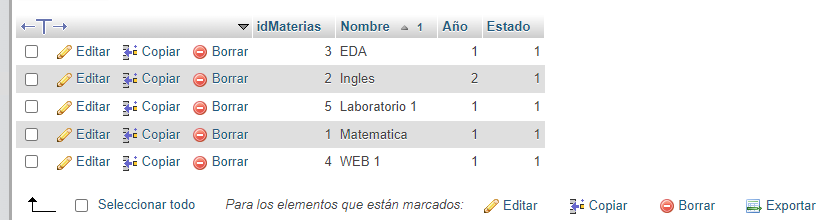 idMaterias Nombre 1 Año Estado
Editar Copiar Borrar 3 EDA 1 1
Editar Copiar Borrar 2 Ingles 2 1
Editar Copiar Borrar 5 Laboratorio 1 1 1
Editar Copiar Borrar 1 Matematica 1 1
Editar Copiar Borrar 4 WEB 1 1 1
Seleccionar todo Para los elementos que están marcados: Editar Copiar Borrar Exportar